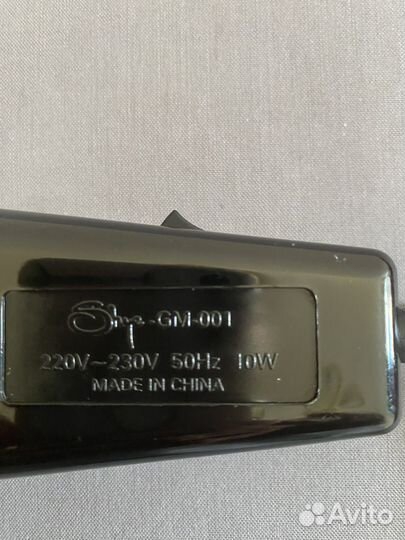 -GM-001
220V~230V 50Hz 10W
MADE IN CHINA
Avito